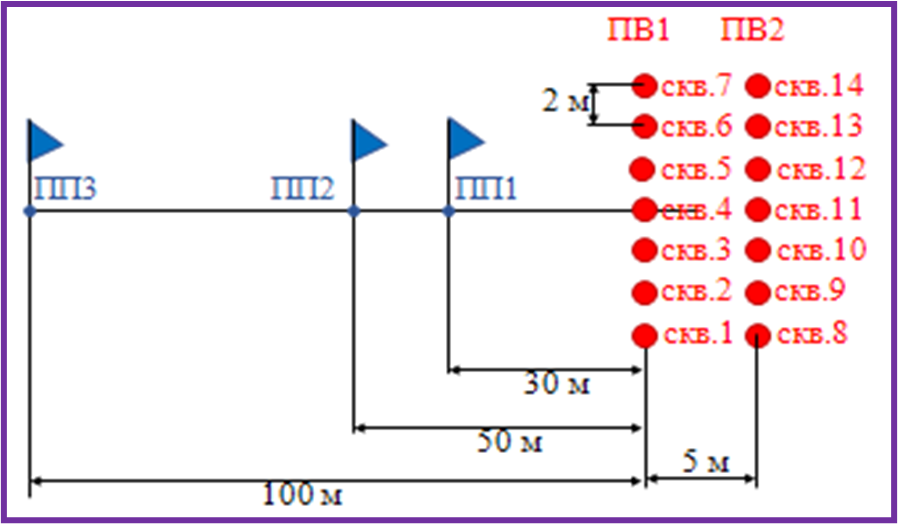 ПВ1 ПВ2
скв.7 скв.14
2 м
скв.6 скв.13
скв.5 скв.12
ПП3 ПП2 ПП1
скв.4 скв.11
скв.3 скв.10
скв.2 скв.9
скв.1 скв.8
30 м
50 м
5 м
100 м